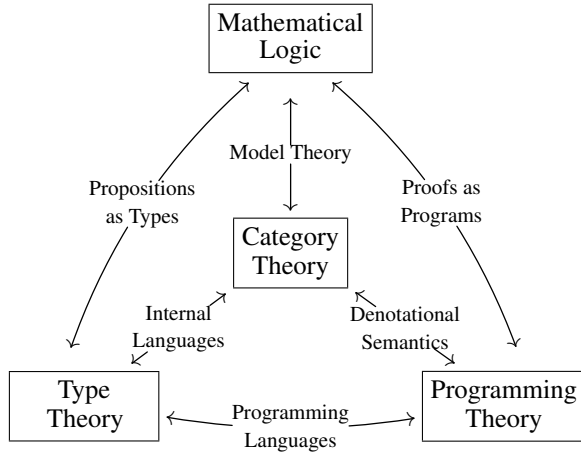 Mathematical
Logic
Model Theory
Propositions
as Types
Proofs as
Programs
Category
Theory
Internal
Languages
Denotational
Semantics
Type
Theory
Programming
Languages
Programming
Theory